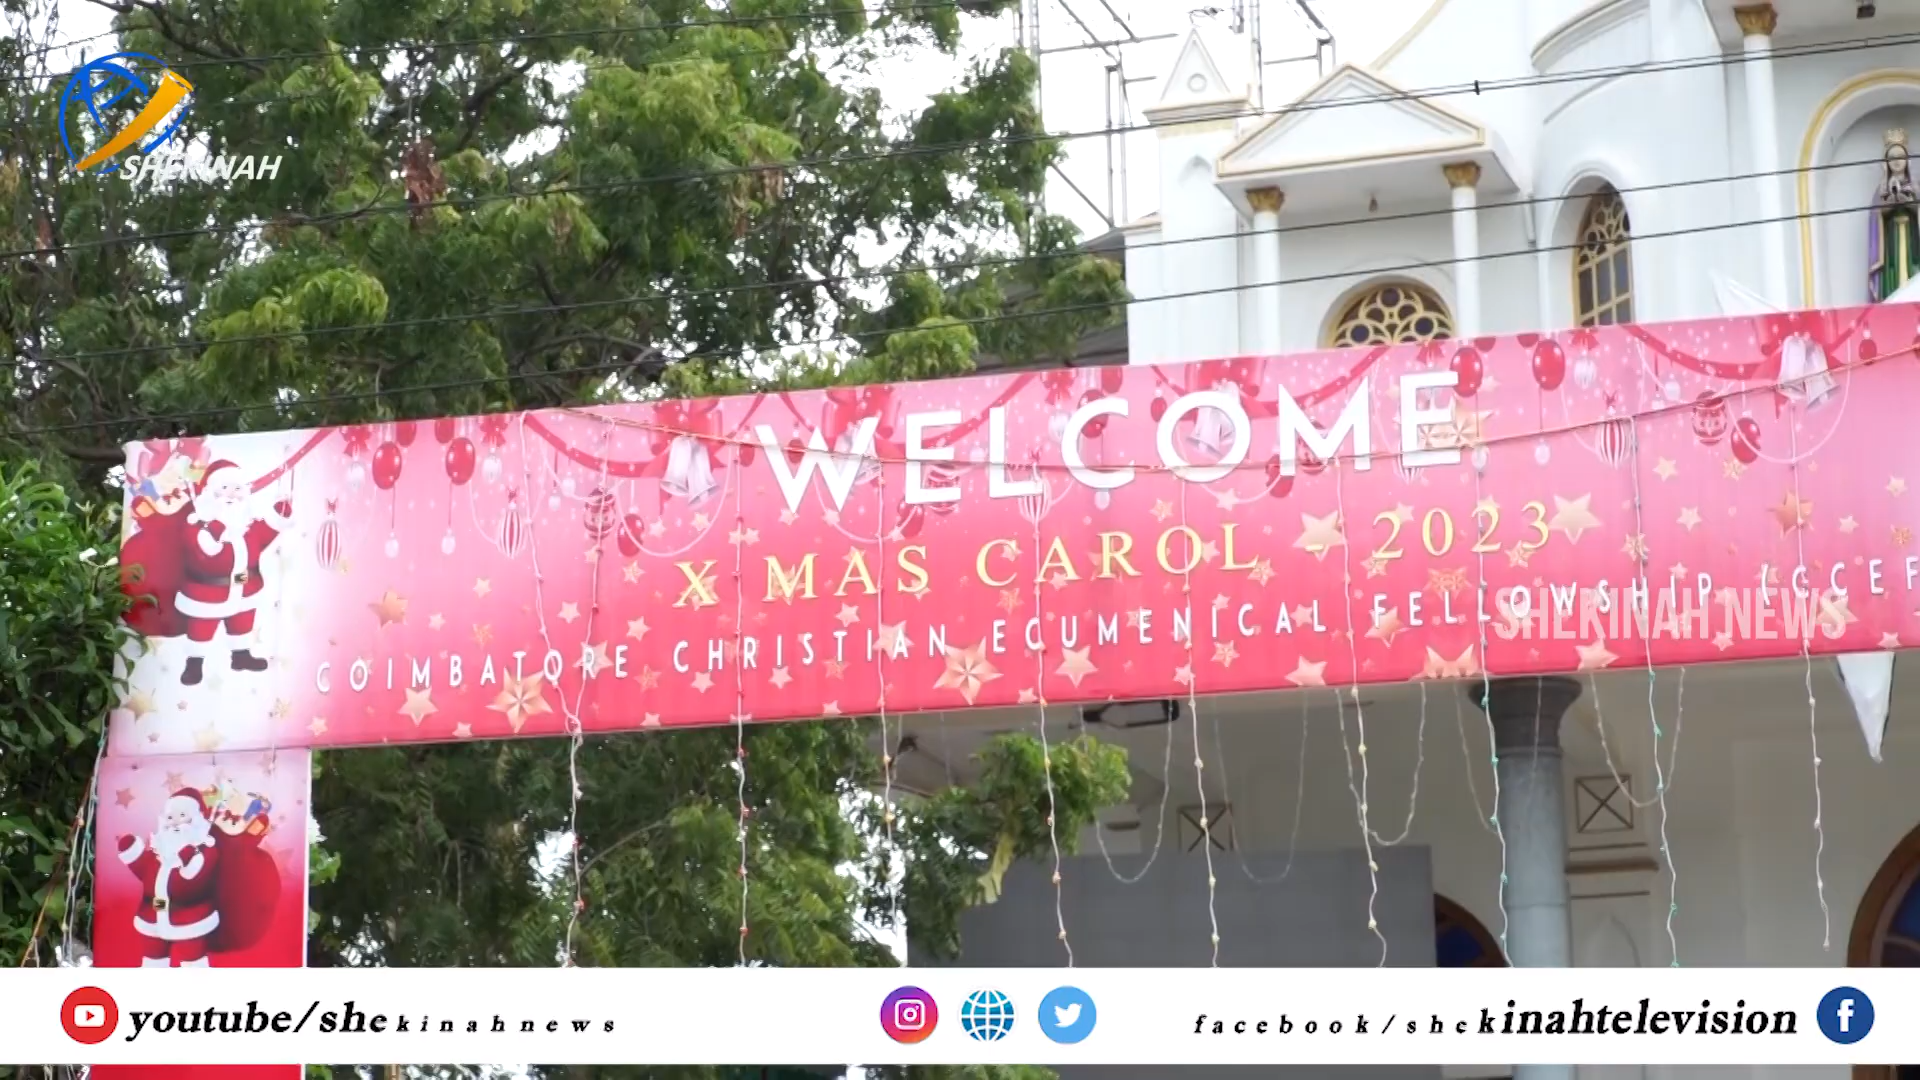 SHEKINAH
WELCOME
X MAS CAROL - 2023
COIMBATORE CHRISTIAN ECUMENICAL FELLOWSHIP (CCEF
SHEKINAH NEWS
youtube/shekinahnews
facebook/shekinahtelevision